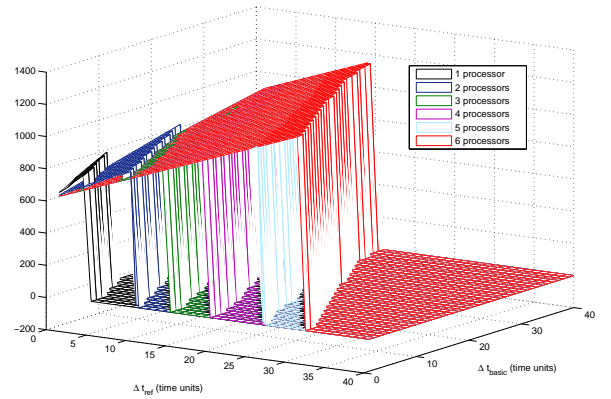 1400
1200
1000
800
600
400
200
0
−200
1 processor
2 processors
3 processors
4 processors
5 processors
6 processors
0
5
10
15
20
25
30
35
40
0
10
20
30
40
Δ t_ref (time units)
Δ t_basic (time units)